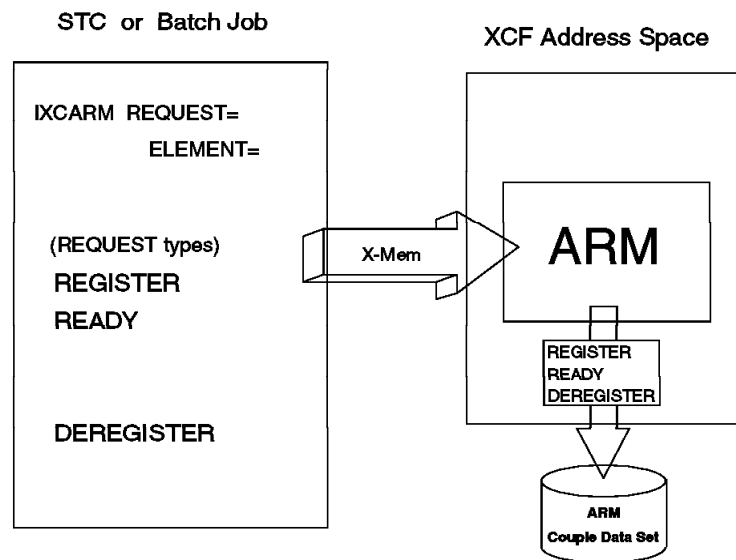 STC or Batch Job
IXCARM REQUEST=
ELEMENT=
(REQUEST types)
REGISTER
READY
DEREGISTER
X-Mem
XCF Address Space
ARM
REGISTER
READY
DEREGISTER
ARM
Couple Data Set